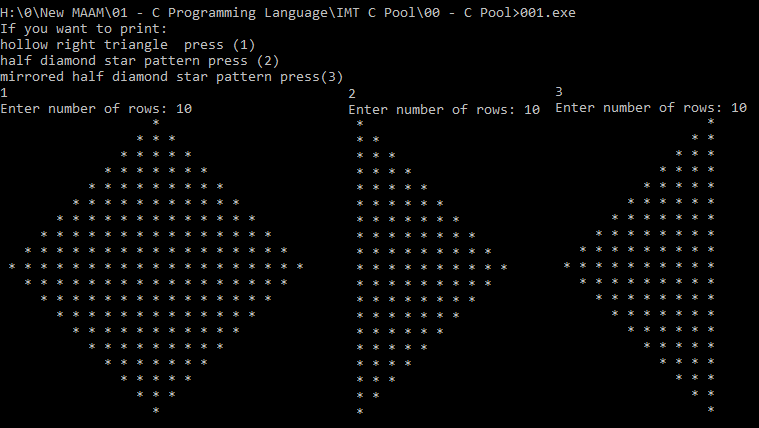 H:\0\New MAAM\01 - C Programming Language\IMT C Pool\00 - C Pool>001.exe
If you want to print:
hollow right triangle  press (1)
half diamond star pattern press (2)
mirrored half diamond star pattern press(3)
1
Enter number of rows: 10
                   *
                 * * *
               * * * * *
             * * * * * * *
           * * * * * * * * *
         * * * * * * * * * * *
       * * * * * * * * * * * * *
     * * * * * * * * * * * * * * *
   * * * * * * * * * * * * * * * * *
 * * * * * * * * * * * * * * * * * * *
   * * * * * * * * * * * * * * * * *
     * * * * * * * * * * * * * * *
       * * * * * * * * * * * * *
         * * * * * * * * * * *
           * * * * * * * * *
             * * * * * * *
               * * * * *
                 * * *
                   *
2
Enter number of rows: 10
 *
 * *
 * * *
 * * * *
 * * * * *
 * * * * * *
 * * * * * * *
 * * * * * * * *
 * * * * * * * * *
 * * * * * * * * * *
 * * * * * * * * *
 * * * * * * * *
 * * * * * * *
 * * * * * *
 * * * * *
 * * * *
 * * *
 * *
 *
3
Enter number of rows: 10
                   *
                 * *
               * * *
             * * * *
           * * * * *
         * * * * * *
       * * * * * * *
     * * * * * * * *
   * * * * * * * * *
 * * * * * * * * * *
   * * * * * * * * *
     * * * * * * * *
       * * * * * * *
         * * * * * *
           * * * * *
             * * * *
               * * *
                 * *
                   *